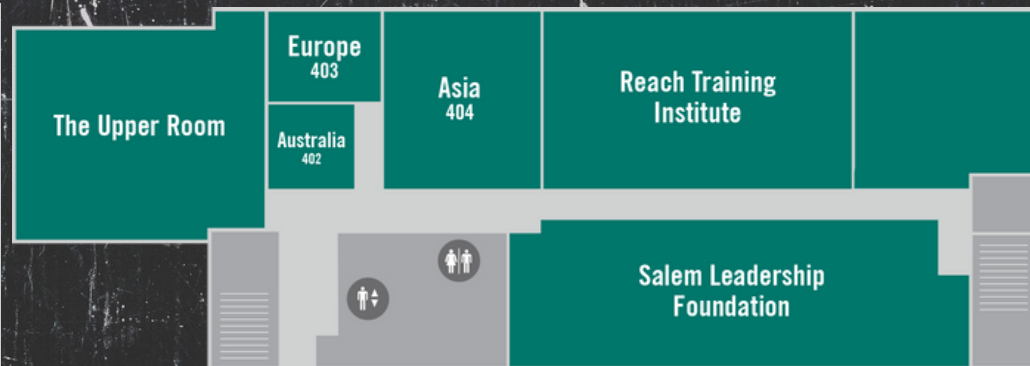 The Upper Room
Europe
403
Australia
402
Asia
404
Reach Training
Institute
Salem Leadership
Foundation